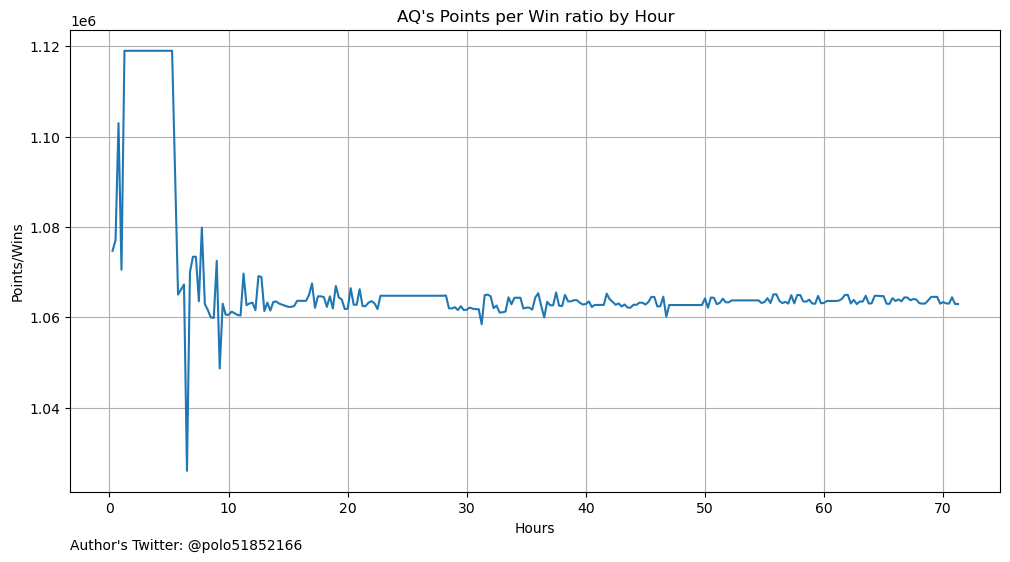 AQ's Points per Win ratio by Hour
1e6
1.12
1.10
1.08
1.06
1.04
Points/Wins
0 10 20 30 40 50 60 70
Hours
Author's Twitter: @polo51852166